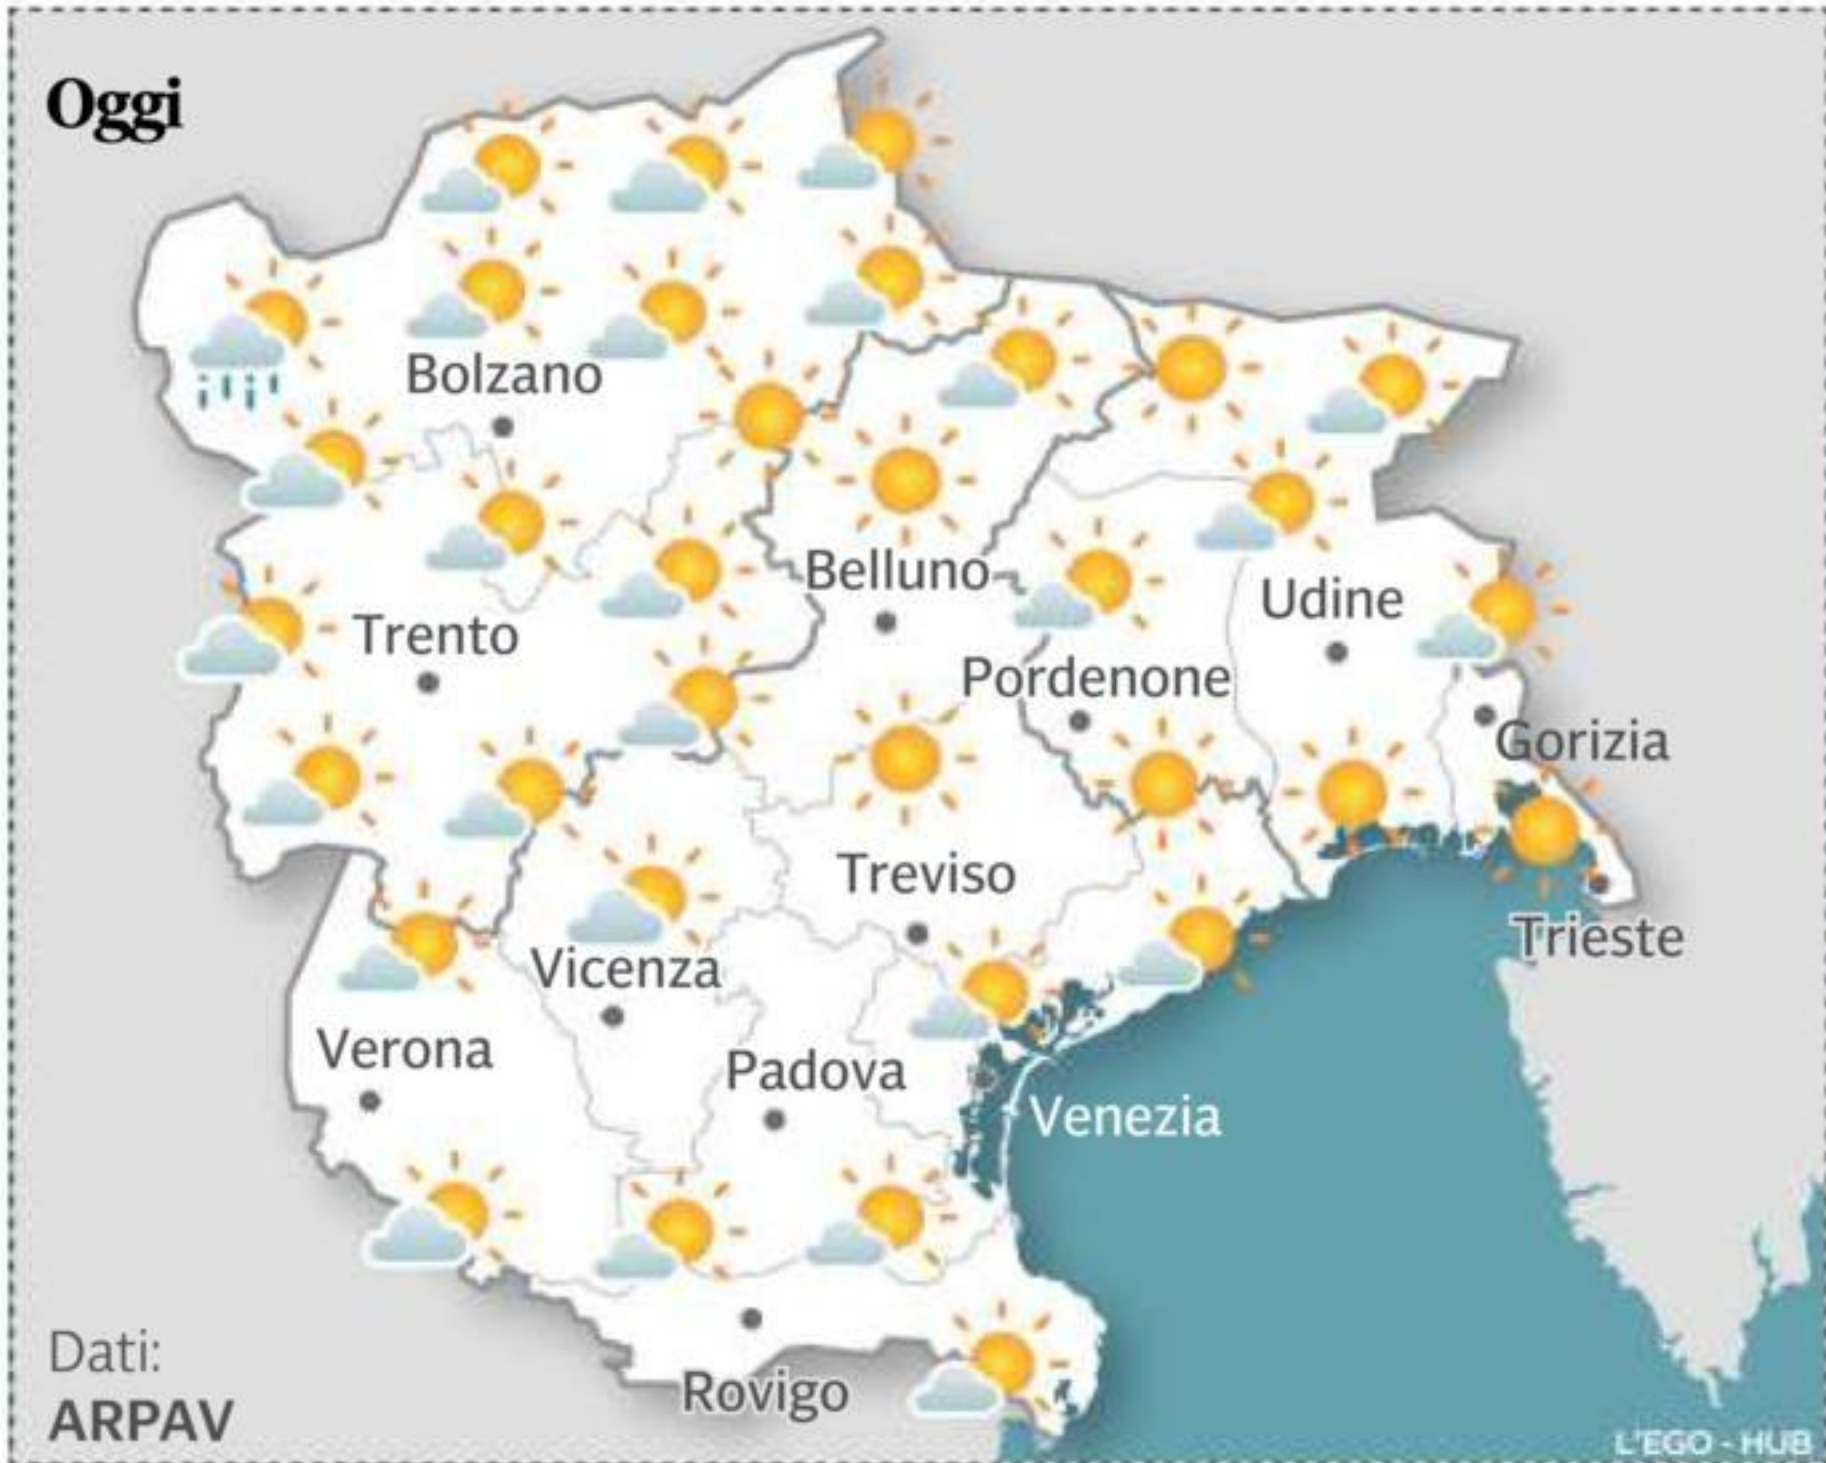 Oggi
Bolzano
Belluno
Udine
Trento
Pordenone
Gorizia
Treviso
Trieste
Vicenza
Verona
Padova
Venezia
Rovigo
Dati:
ARPAV
L'EGO - HUB